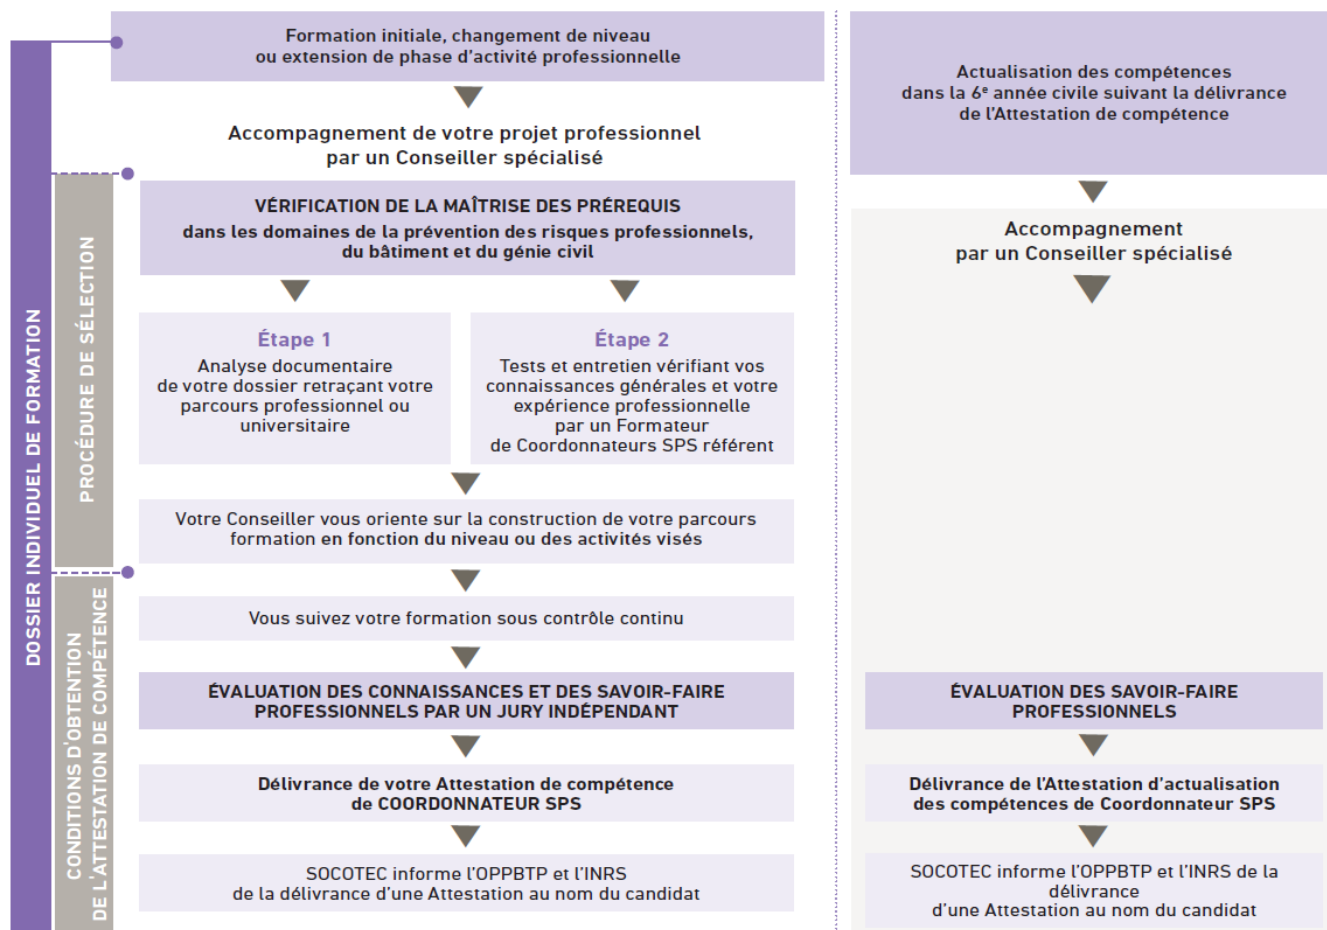 Formation initiale, changement de niveau
ou extension de phase d'activité professionnelle
Accompagnement de votre projet professionnel
par un Conseiller spécialisé
VÉRIFICATION DE LA MAÎTRISE DES PRÉREQUIS
dans les domaines de la prévention des risques professionnels,
du bâtiment et du génie civil
Étape 1
Analyse documentaire
de votre dossier retraçant votre
parcours professionnel ou
universitaire
Étape 2
Tests et entretien vérifiant vos
connaissances générales et votre
expérience professionnelle
par un Formateur
de Coordonnateurs SPS référent
Votre Conseiller vous oriente sur la construction de votre parcours
formation en fonction du niveau ou des activités visés
Vous suivez votre formation sous contrôle continu
ÉVALUATION DES CONNAISSANCES ET DES SAVOIR-FAIRE
PROFESSIONNELS PAR UN JURY INDÉPENDANT
Délivrance de votre Attestation de compétence
de COORDONNATEUR SPS
SOCOTEC informe l'OPPBTP et l'INRS
de la délivrance d'une Attestation au nom du candidat
DOSSIER INDIVIDUEL DE FORMATION
PROCÉDURE DE SÉLECTION
CONDITIONS D'OBTENTION
DE L'ATTESTATION DE COMPÉTENCE
Actualisation des compétences
dans la 6e année civile suivant la délivrance
de l'Attestation de compétence
Accompagnement
par un Conseiller spécialisé
ÉVALUATION DES SAVOIR-FAIRE
PROFESSIONNELS
Délivrance de l'Attestation d'actualisation
des compétences de Coordonnateur SPS
SOCOTEC informe l'OPPBTP et l'INRS de la
délivrance
d'une Attestation au nom du candidat